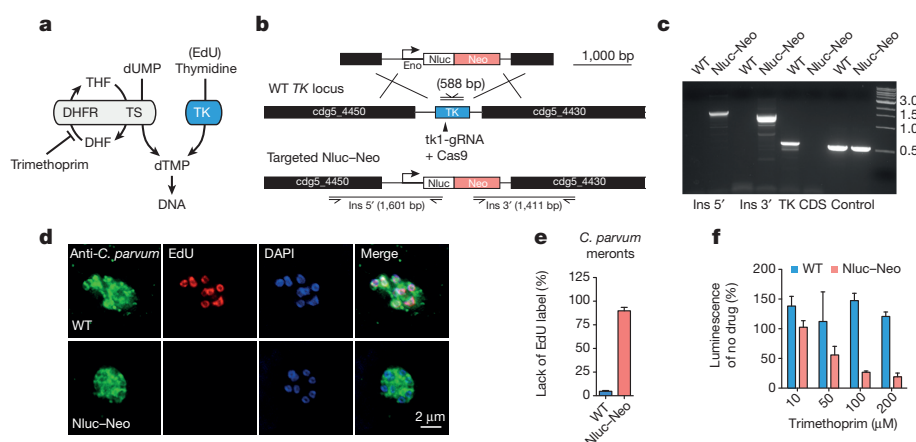 a
(EdU)
dUMP Thymidine
THF
DHFR TS TK
DHF
Trimethoprim
dTMP
DNA
b
Eno Nluc Neo
1,000 bp
WT TK locus
(588 bp)
cdg5_4450 TK cdg5_4430
tk1-gRNA
+ Cas9
Targeted Nluc–Neo
cdg5_4450 Nluc Neo cdg5_4430
Ins 5′ (1,601 bp) Ins 3′ (1,411 bp)
c
WT Nluc–Neo WT Nluc–Neo WT Nluc–Neo WT Nluc–Neo
3.0
1.5
1.0
0.5
Ins 5′ Ins 3′ TK CDS Control
d
Anti-C. parvum EdU DAPI Merge
WT
Nluc–Neo
2 μm
e
C. parvum
meronts
Lack of EdU label (%)
125
100
75
50
25
0
WT
Nluc–Neo
f
WT Nluc–Neo
Luminescence
of no drug (%)
200
150
100
50
0
10 50 100 200
Trimethoprim (μM)